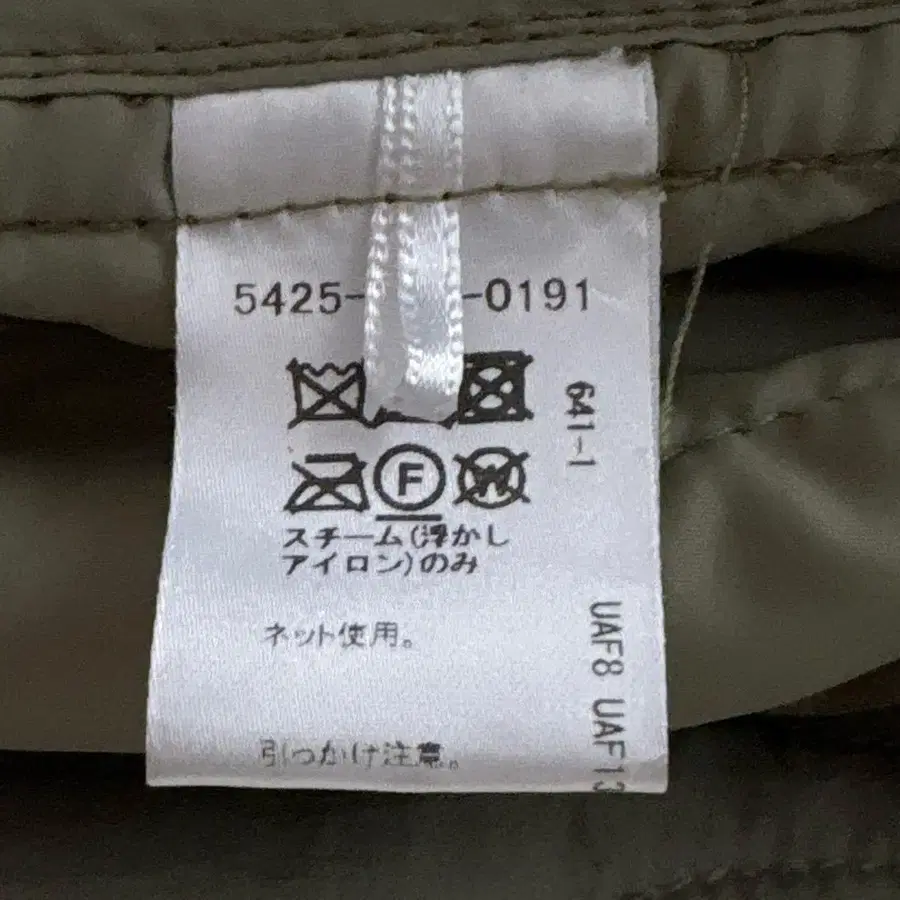 5425-
-0191
641-1
F
W
スチーム(浮かし
アイロン)のみ
ネット使用。
引っかけ注意。
UAF8 UAF13